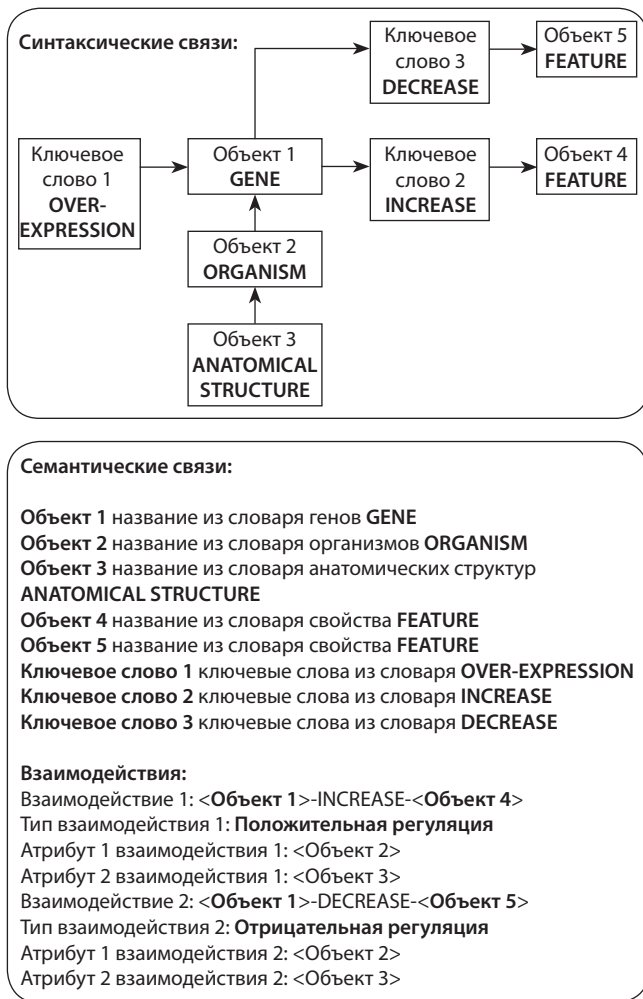 Синтаксические связи:
Ключевое
слово 3
DECREASE
Объект 5
FEATURE
Ключевое
слово 1
OVER-
EXPRESSION
Объект 1
GENE
Ключевое
слово 2
INCREASE
Объект 4
FEATURE
Объект 2
ORGANISM
Объект 3
ANATOMICAL
STRUCTURE
Семантические связи:
Объект 1 название из словаря генов GENE
Объект 2 название из словаря организмов ORGANISM
Объект 3 название из словаря анатомических структур
ANATOMICAL STRUCTURE
Объект 4 название из словаря свойства FEATURE
Объект 5 название из словаря свойства FEATURE
Ключевое слово 1 ключевые слова из словаря OVER-EXPRESSION
Ключевое слово 2 ключевые слова из словаря INCREASE
Ключевое слово 3 ключевые слова из словаря DECREASE
Взаимодействия:
Взаимодействие 1: <Объект 1>-INCREASE-<Объект 4>
Тип взаимодействия 1: Положительная регуляция
Атрибут 1 взаимодействия 1: <Объект 2>
Атрибут 2 взаимодействия 1: <Объект 3>
Взаимодействие 2: <Объект 1>-DECREASE-<Объект 5>
Тип взаимодействия 2: Отрицательная регуляция
Атрибут 1 взаимодействия 2: <Объект 2>
Атрибут 2 взаимодействия 2: <Объект 3>